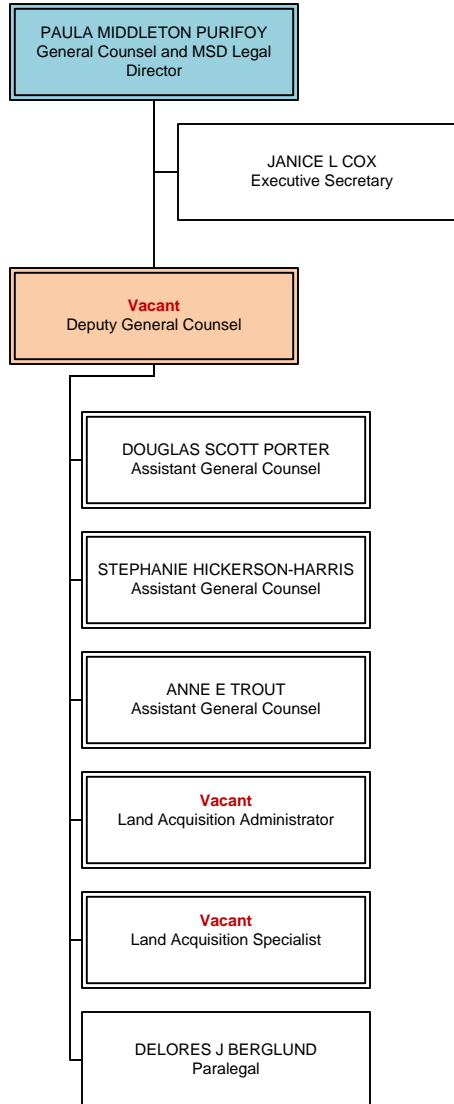 PAULA MIDDLETON PURIFOY
General Counsel and MSD Legal
Director
JANICE L COX
Executive Secretary
Vacant
Deputy General Counsel
DOUGLAS SCOTT PORTER
Assistant General Counsel
STEPHANIE HICKERSON-HARRIS
Assistant General Counsel
ANNE E TROUT
Assistant General Counsel
Vacant
Land Acquisition Administrator
Vacant
Land Acquisition Specialist
DELORES J BERGLUND
Paralegal